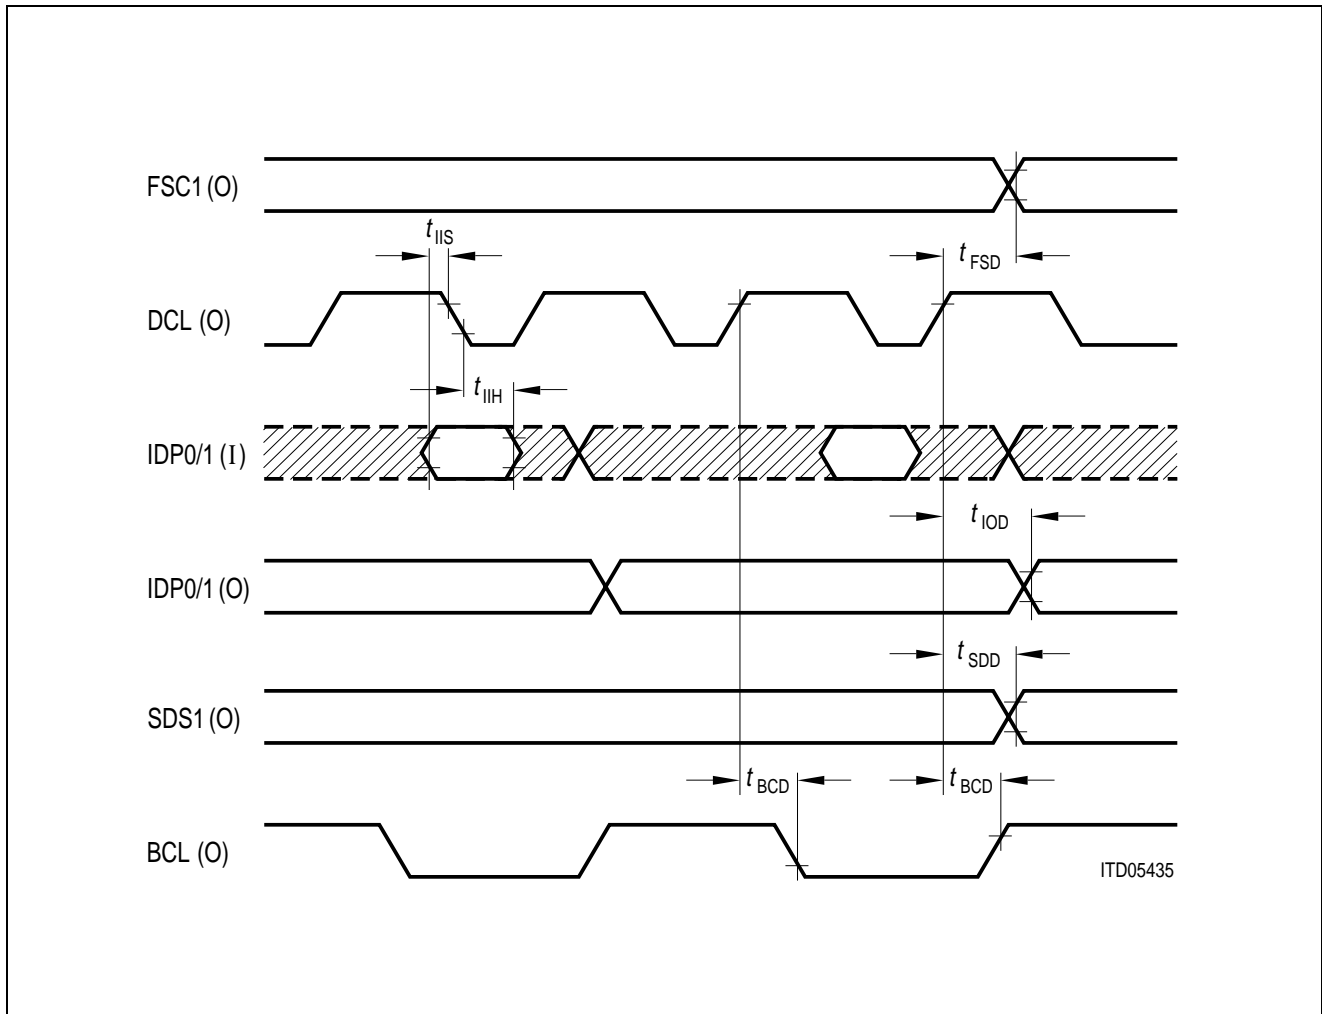 FSC1 (O)
t IIS
t FSD
DCL (O)
t IIH
IDP0/1 (I)
t IOD
IDP0/1 (O)
t SDD
SDS1 (O)
t BCD
t BCD
BCL (O)
ITD05435